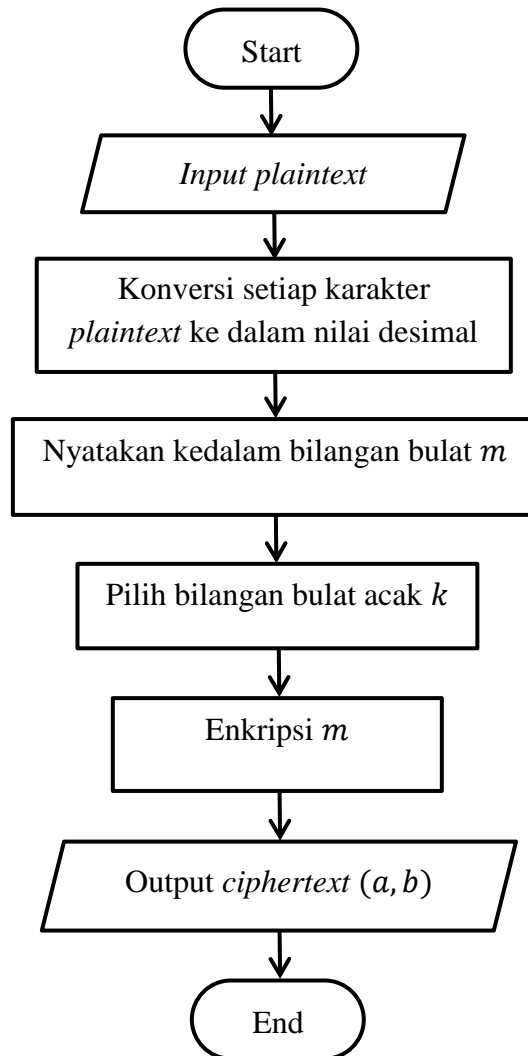 Start
Input plaintext
Konversi setiap karakter
plaintext ke dalam nilai desimal
Nyatakan kedalam bilangan bulat m
Pilih bilangan bulat acak k
Enkripsi m
Output ciphertext (a, b)
End